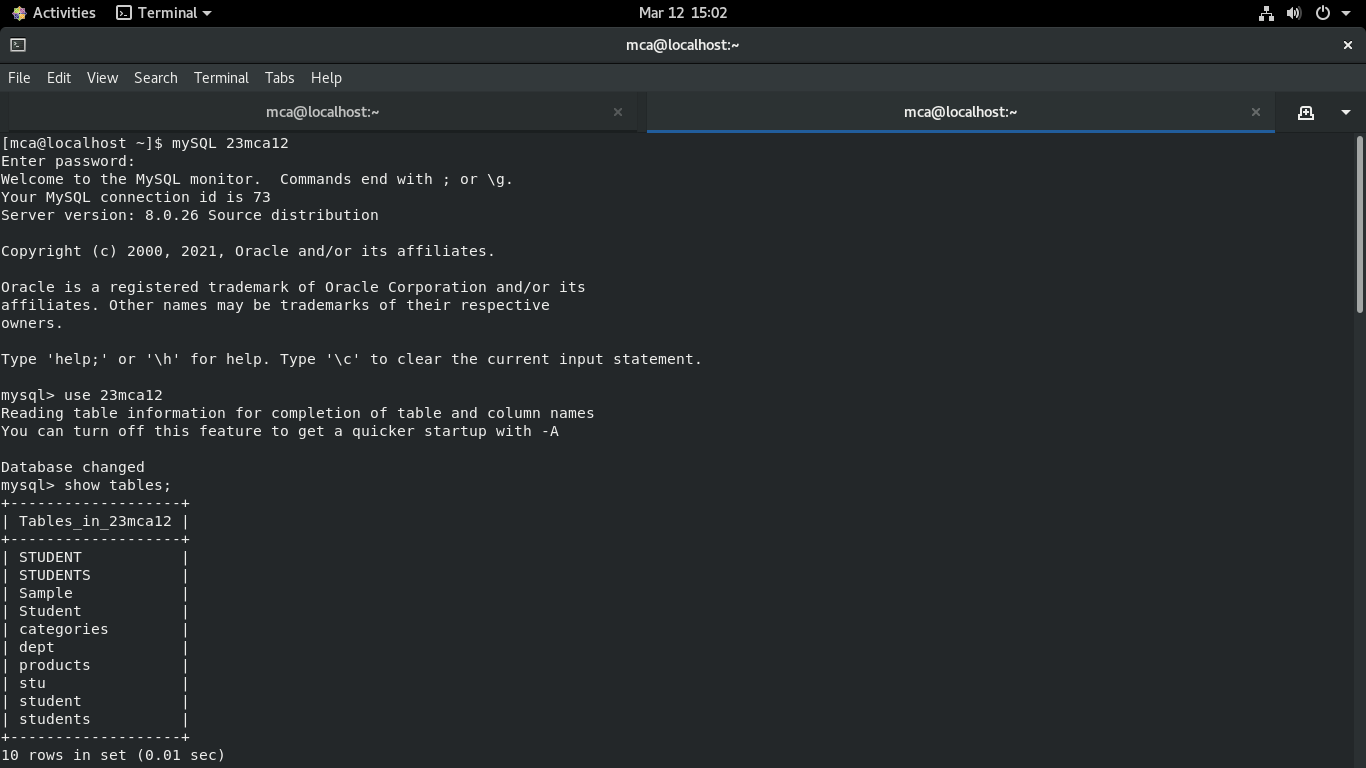 Activities Terminal Mar 12 15:02
mca@localhost:~
File Edit View Search Terminal Tabs Help
mca@localhost:~ mca@localhost:~
[mca@localhost ~]$ mySQL 23mca12
Enter password:
Welcome to the MySQL monitor.  Commands end with ; or \g.
Your MySQL connection id is 73
Server version: 8.0.26 Source distribution

Copyright (c) 2000, 2021, Oracle and/or its affiliates.

Oracle is a registered trademark of Oracle Corporation and/or its
affiliates. Other names may be trademarks of their respective
owners.

Type 'help;' or '\h' for help. Type '\c' to clear the current input statement.

mysql> use 23mca12
Reading table information for completion of table and column names
You can turn off this feature to get a quicker startup with -A

Database changed
mysql> show tables;
+-------------------+
| Tables_in_23mca12 |
+-------------------+
| STUDENT           |
| STUDENTS          |
| Sample            |
| Student           |
| categories        |
| dept              |
| products          |
| stu               |
| student           |
| students          |
+-------------------+
10 rows in set (0.01 sec)